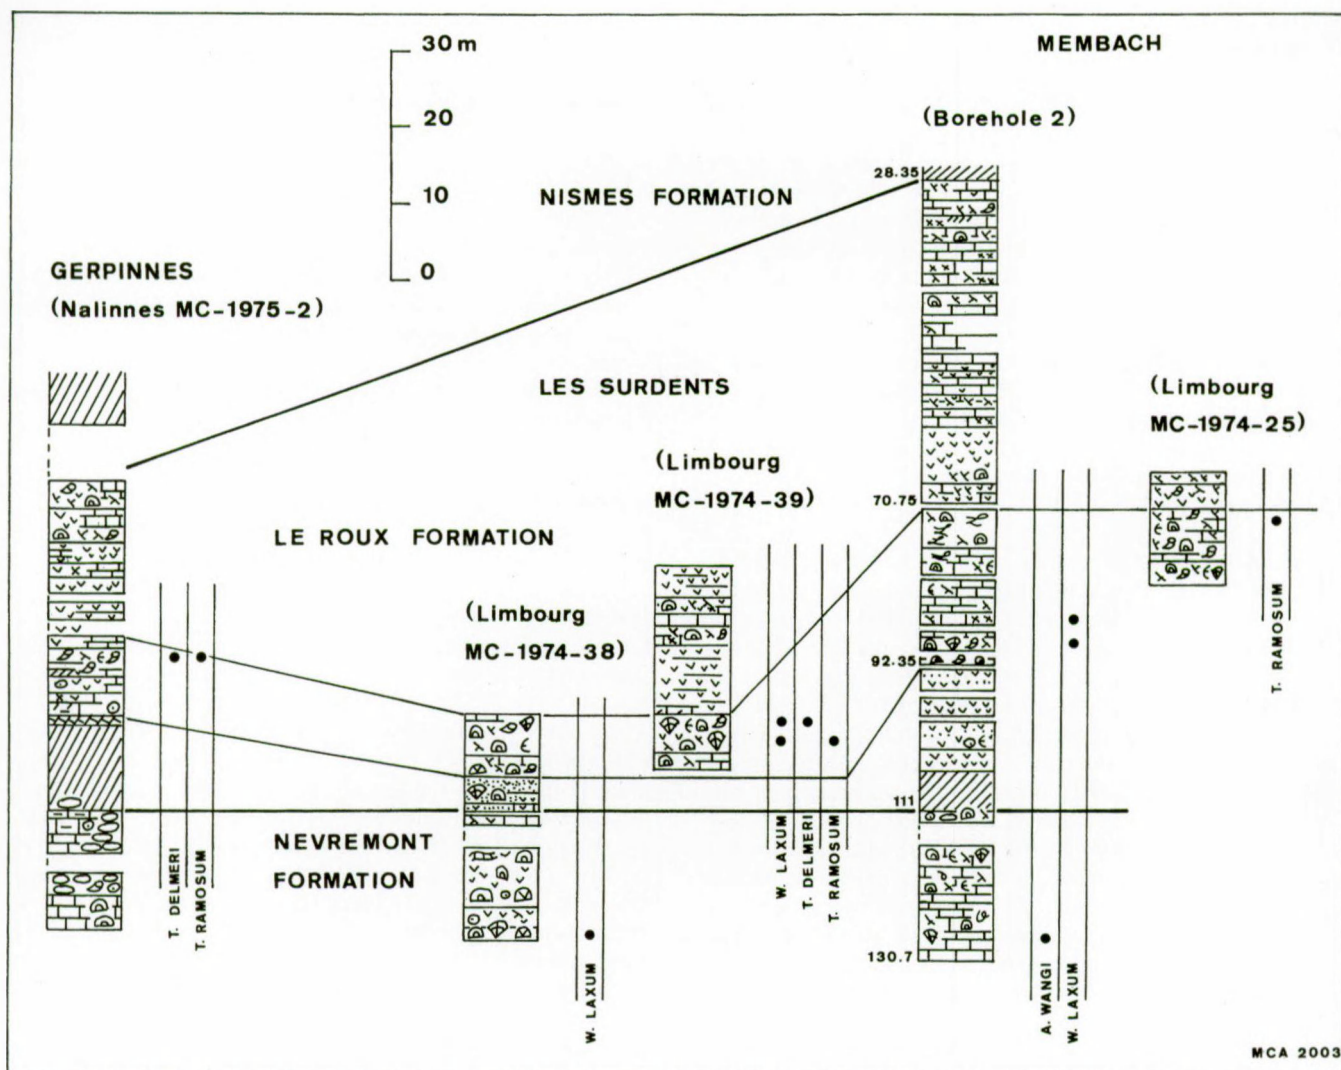 30 m
20
10
0
MEMBACH
(Borehole 2)
28.35
NISMES FORMATION
GERPINNES
(Nalinnes MC-1975-2)
LES SURDENTS
(Limbourg
MC-1974-25)
(Limbourg
MC-1974-39)
70.75
LE ROUX FORMATION
(Limbourg
MC-1974-38)
92.35
T. RAMOSUM
111
NEVREMONT
FORMATION
T. DELMERI
T. RAMOSUM
W. LAXUM
W. LAXUM
T. DELMERI
T. RAMOSUM
130.7
A. WANGI
W. LAXUM
MCA 2003